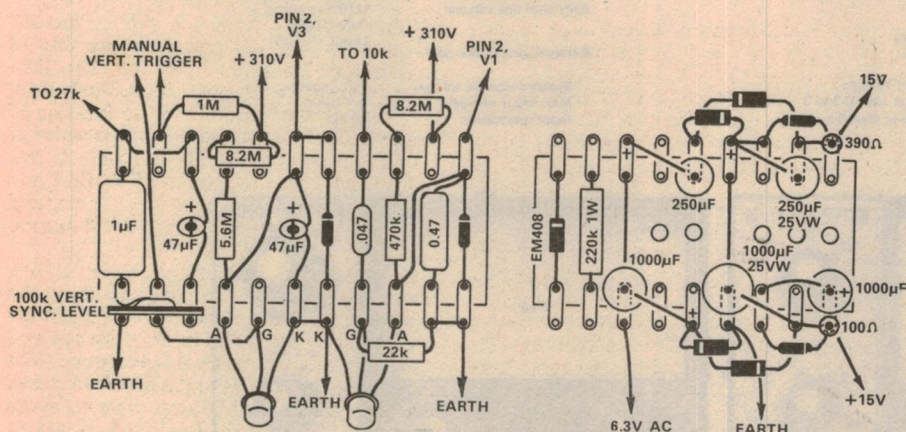 MANUAL
VERT. TRIGGER
TO 27k
+ 310V
PIN 2,
V3
TO 10k
+ 310V
PIN 2,
V1
15V
1M
8.2M
8.2M
390Ω
1µF
47µF
5.6M
47µF
.047
470k
0.47
EM408
220k 1W
+
+
+
250µF
250µF
25VW
1000µF
1000µF
25VW
1000µF
+
+
100k VERT.
SYNC. LEVEL
A
G
K
K
G
A
22k
100Ω
EARTH
EARTH
EARTH
6.3V AC
EARTH
+15V